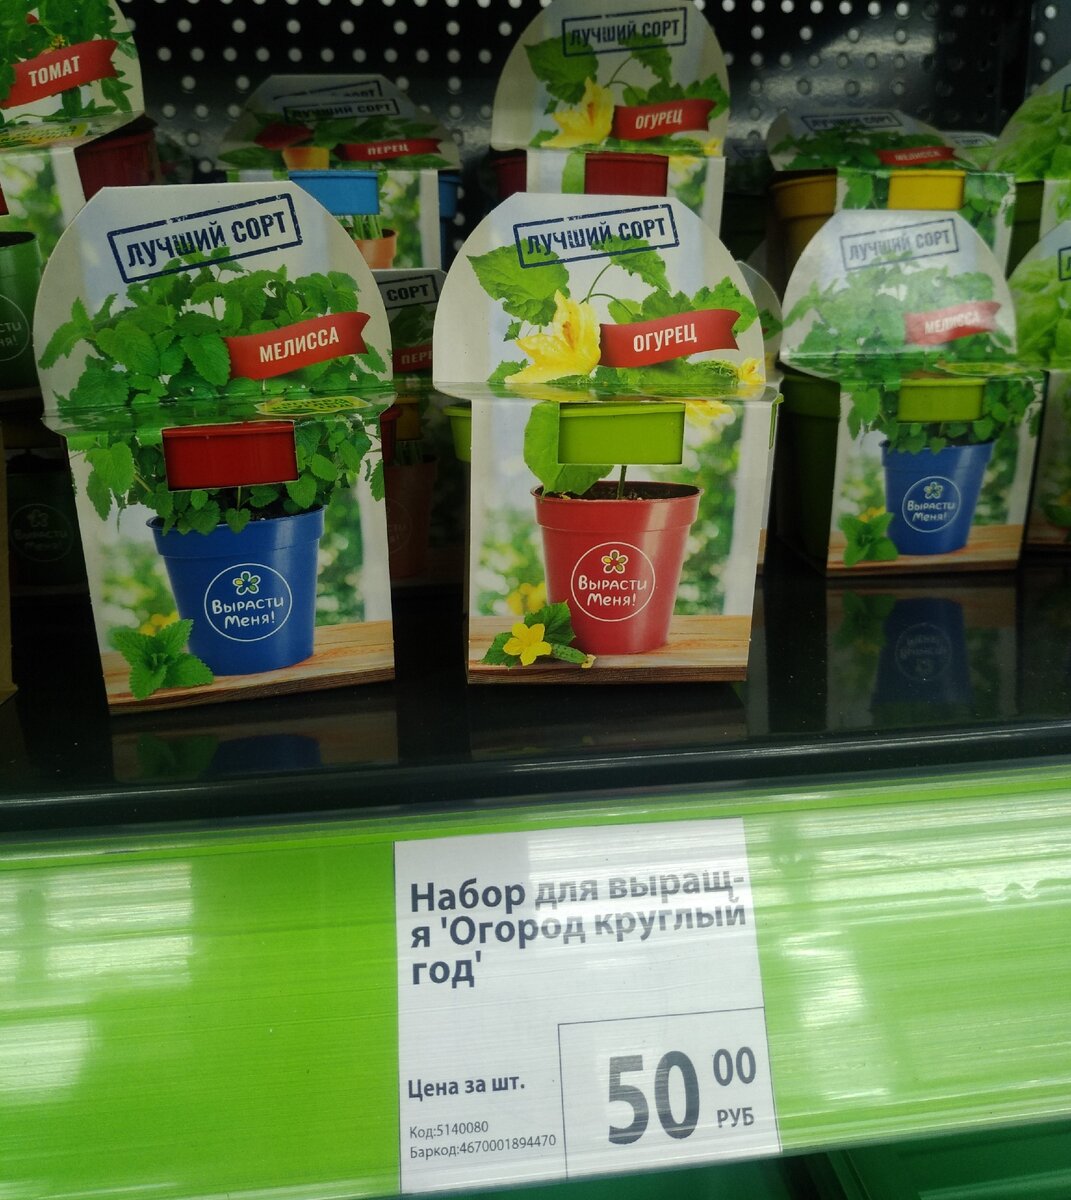 ТОМАТ
ЛУЧШИЙ СОРТ
ПЕРЕЦ
ЛУЧШИЙ СОРТ
ОГУРЕЦ
ЛУЧШИЙ СОРТ
МЕЛИССА
ЛУЧШИЙ СОРТ
МЕЛИССА
Вырасти
Меня!
СОРТ
ЛУЧШИЙ СОРТ
ОГУРЕЦ
Вырасти
Меня!
ЛУЧШИЙ СОРТ
МЕЛИССА
Вырасти
Меня!
Набор для выращ-
я 'Огород круглый
год'
Цена за шт.
50 00
РУБ
Код:5140080
Баркод:4670001894470